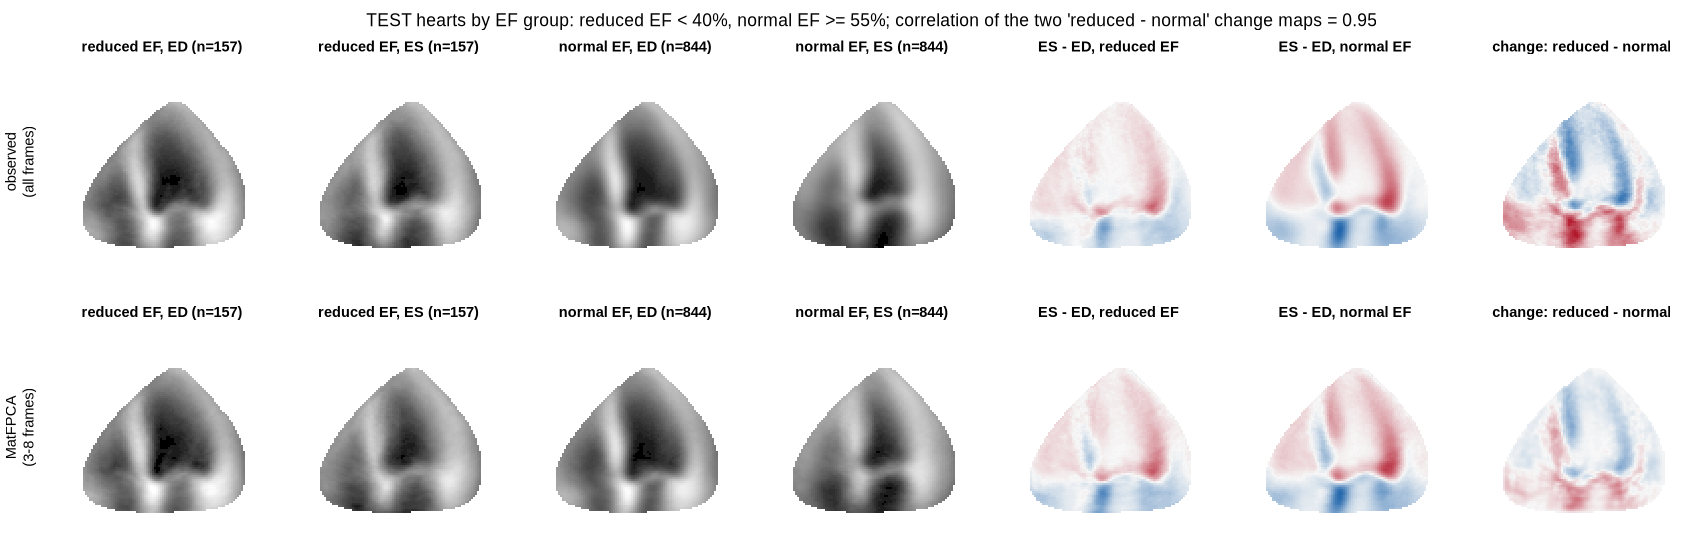 TEST hearts by EF group: reduced EF < 40%, normal EF >= 55%; correlation of the two 'reduced - normal' change maps = 0.95
reduced EF, ED (n=157)
reduced EF, ES (n=157)
normal EF, ED (n=844)
normal EF, ES (n=844)
ES - ED, reduced EF
ES - ED, normal EF
change: reduced - normal
observed
(all frames)
reduced EF, ED (n=157)
reduced EF, ES (n=157)
normal EF, ED (n=844)
normal EF, ES (n=844)
ES - ED, reduced EF
ES - ED, normal EF
change: reduced - normal
MatFPCA
(3-8 frames)